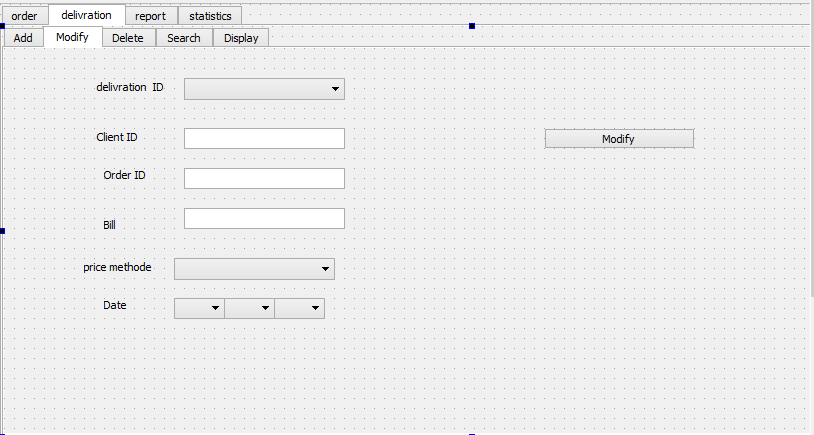 order delivration report statistics
Add Modify Delete Search Display
delivration ID
Client ID
Modify
Order ID
Bill
price methode
Date